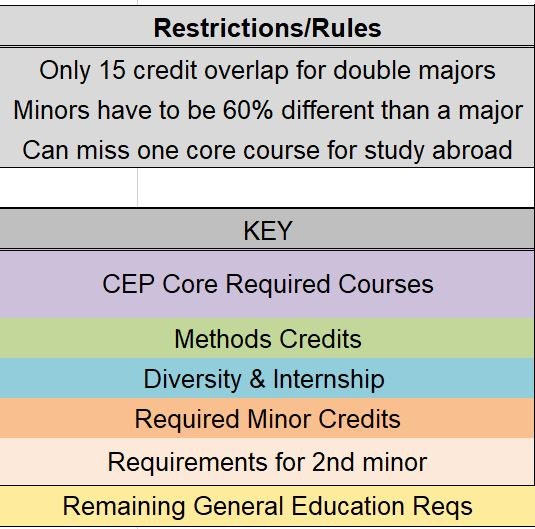 Restrictions/Rules
Only 15 credit overlap for double majors
Minors have to be 60% different than a major
Can miss one core course for study abroad
KEY
CEP Core Required Courses
Methods Credits
Diversity & Internship
Required Minor Credits
Requirements for 2nd minor
Remaining General Education Reqs